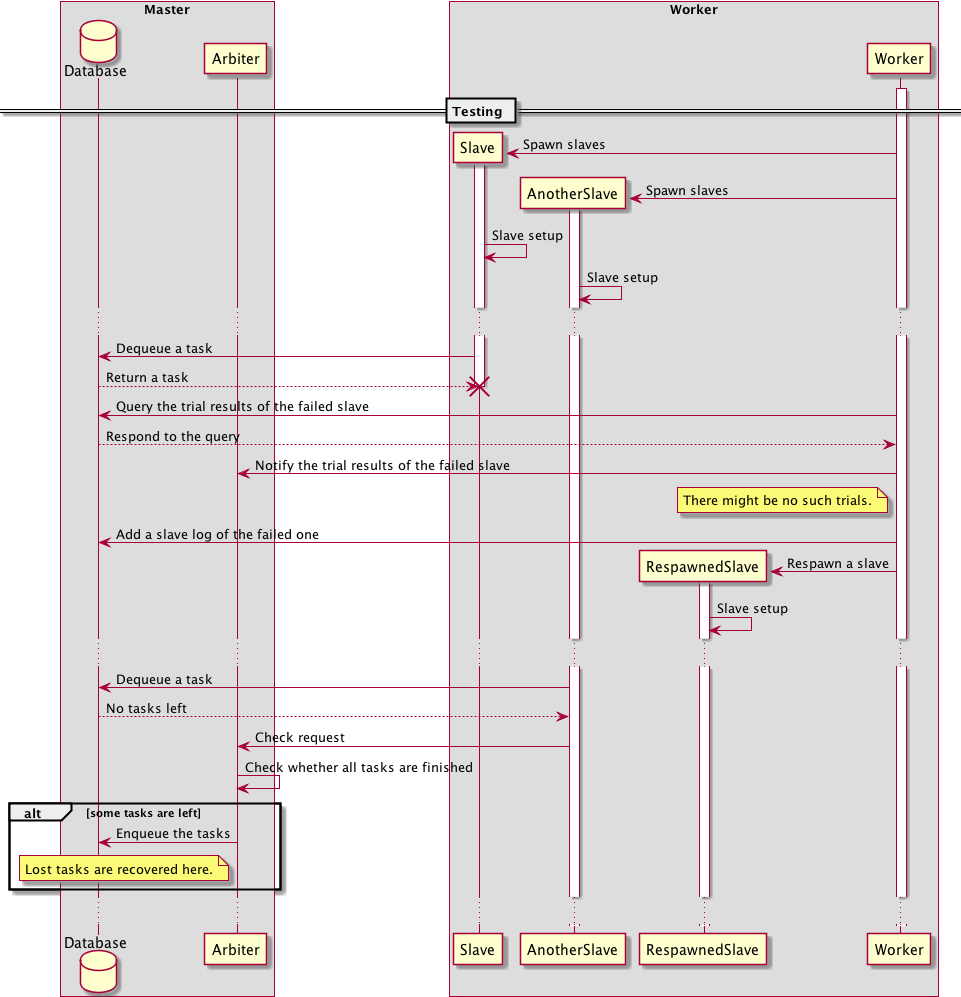 Master
Worker
Database
Arbiter
Worker
Testing
Slave
Spawn slaves
AnotherSlave
Spawn slaves
Slave setup
Slave setup
Dequeue a task
Return a task
Query the trial results of the failed slave
Respond to the query
Notify the trial results of the failed slave
There might be no such trials.
Add a slave log of the failed one
RespawnedSlave
Respawn a slave
Slave setup
Dequeue a task
No tasks left
Check request
Check whether all tasks are finished
alt
[some tasks are left]
Enqueue the tasks
Lost tasks are recovered here.
Database
Arbiter
Slave
AnotherSlave
RespawnedSlave
Worker